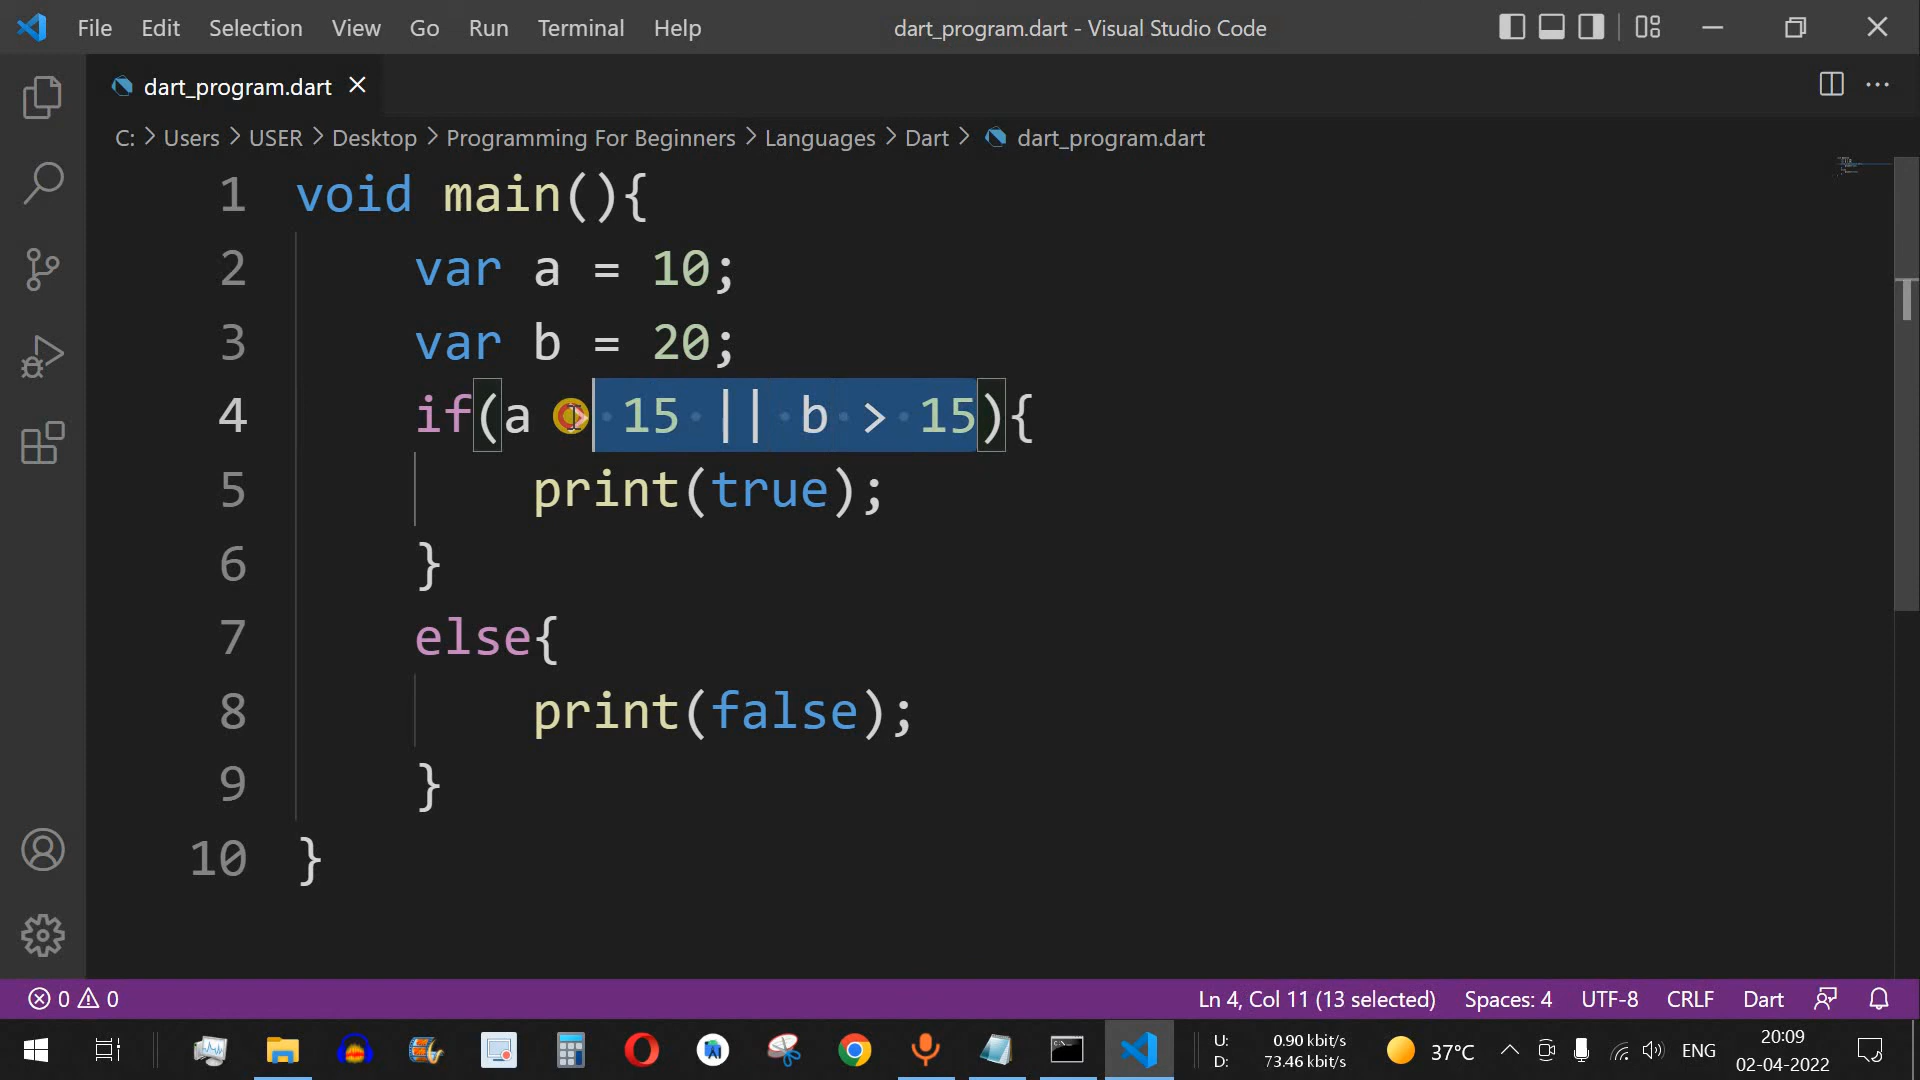 File Edit Selection View Go Run Terminal Help dart_program.dart - Visual Studio Code
dart_program.dart
C: > Users > USER > Desktop > Programming For Beginners > Languages > Dart > dart_program.dart
1 void main(){
2 var a = 10;
3 var b = 20;
4 if(a > 15 || b > 15){
5 print(true);
6 }
7 else{
8 print(false);
9 }
10 }
0 0 Ln 4, Col 11 (13 selected) Spaces: 4 UTF-8 CRLF Dart
U: 0.90 kbit/s
D: 73.46 kbit/s
37°C ENG
20:09
02-04-2022